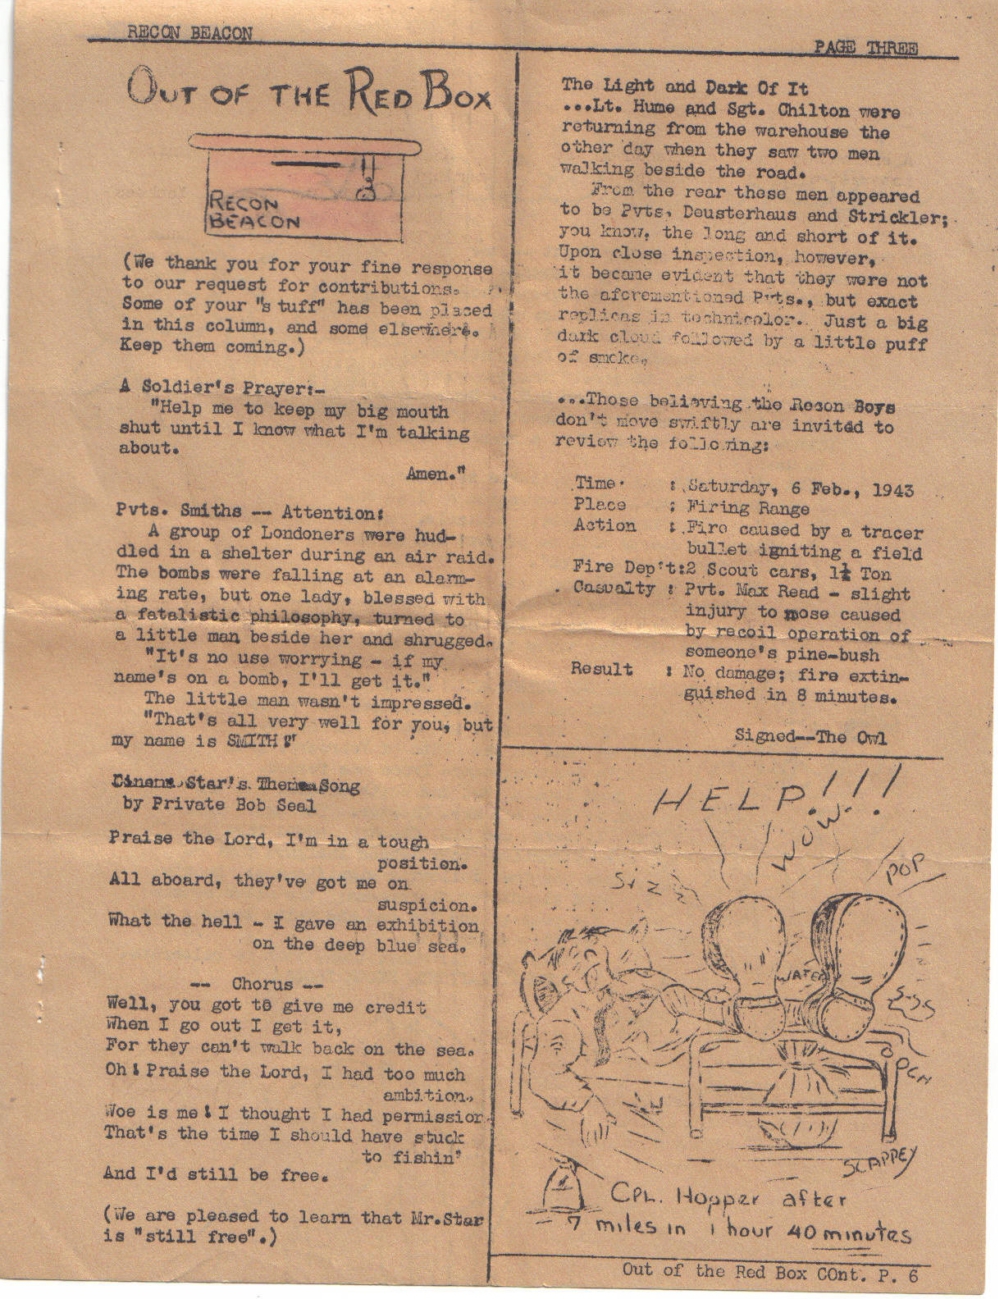 RECON BEACON
PAGE THREE
OUT OF THE RED BOX
RECON
BEACON
(We thank you for your fine response
to our request for contributions.
Some of your "stuff" has been placed
in this column, and some elsewhere.
Keep them coming.)
A Soldier's Prayer:-
"Help me to keep my big mouth
shut until I know what I'm talking
about.
Amen."
Pvts. Smiths -- Attention:
A group of Londoners were hud-
dled in a shelter during an air raid.
The bombs were falling at an alarm-
ing rate, but one lady, blessed with
a fatalistic philosophy, turned to
a little man beside her and shrugged.
"It's no use worrying - if my
name's on a bomb, I'll get it."
The little man wasn't impressed.
"That's all very well for you, but
my name is SMITH!"
Cinema Star's Theme Song
by Private Bob Seal
Praise the Lord, I'm in a tough
position.
All aboard, they've got me on
suspicion.
What the hell - I gave an exhibition
on the deep blue sea.
-- Chorus --
Well, you got to give me credit
When I go out I get it,
For they can't walk back on the sea.
Oh! Praise the Lord, I had too much
ambition.
Woe is me! I thought I had permission
That's the time I should have stuck
to fishin'
And I'd still be free.
(We are pleased to learn that Mr.Star
is "still free".)
The Light and Dark Of It
...Lt. Hume and Sgt. Chilton were
returning from the warehouse the
other day when they saw two men
walking beside the road.
From the rear these men appeared
to be Pvts. Deusterhaus and Strickler;
you know, the long and short of it.
Upon close inspection, however,
it became evident that they were not
the aforementioned Pvts., but exact
replicas in technicolor. Just a big
dark cloud followed by a little puff
of smoke.
...Those believing the Recon Boys
don't move swiftly are invited to
review the following:
Time : Saturday, 6 Feb., 1943
Place : Firing Range
Action : Fire caused by a tracer
bullet igniting a field
Fire Dep't:2 Scout cars, 1½ Ton
Casualty : Pvt. Max Read - slight
injury to nose caused
by recoil operation of
someone's pine-bush
Result : No damage; fire extin-
guished in 8 minutes.
Signed--The Owl
HELP!!!
WOW
POP
SIZZ
WATER
OCH
SCAPPEY
CPL. Hopper after
7 miles in 1 hour 40 minutes
Out of the Red Box COnt. P. 6